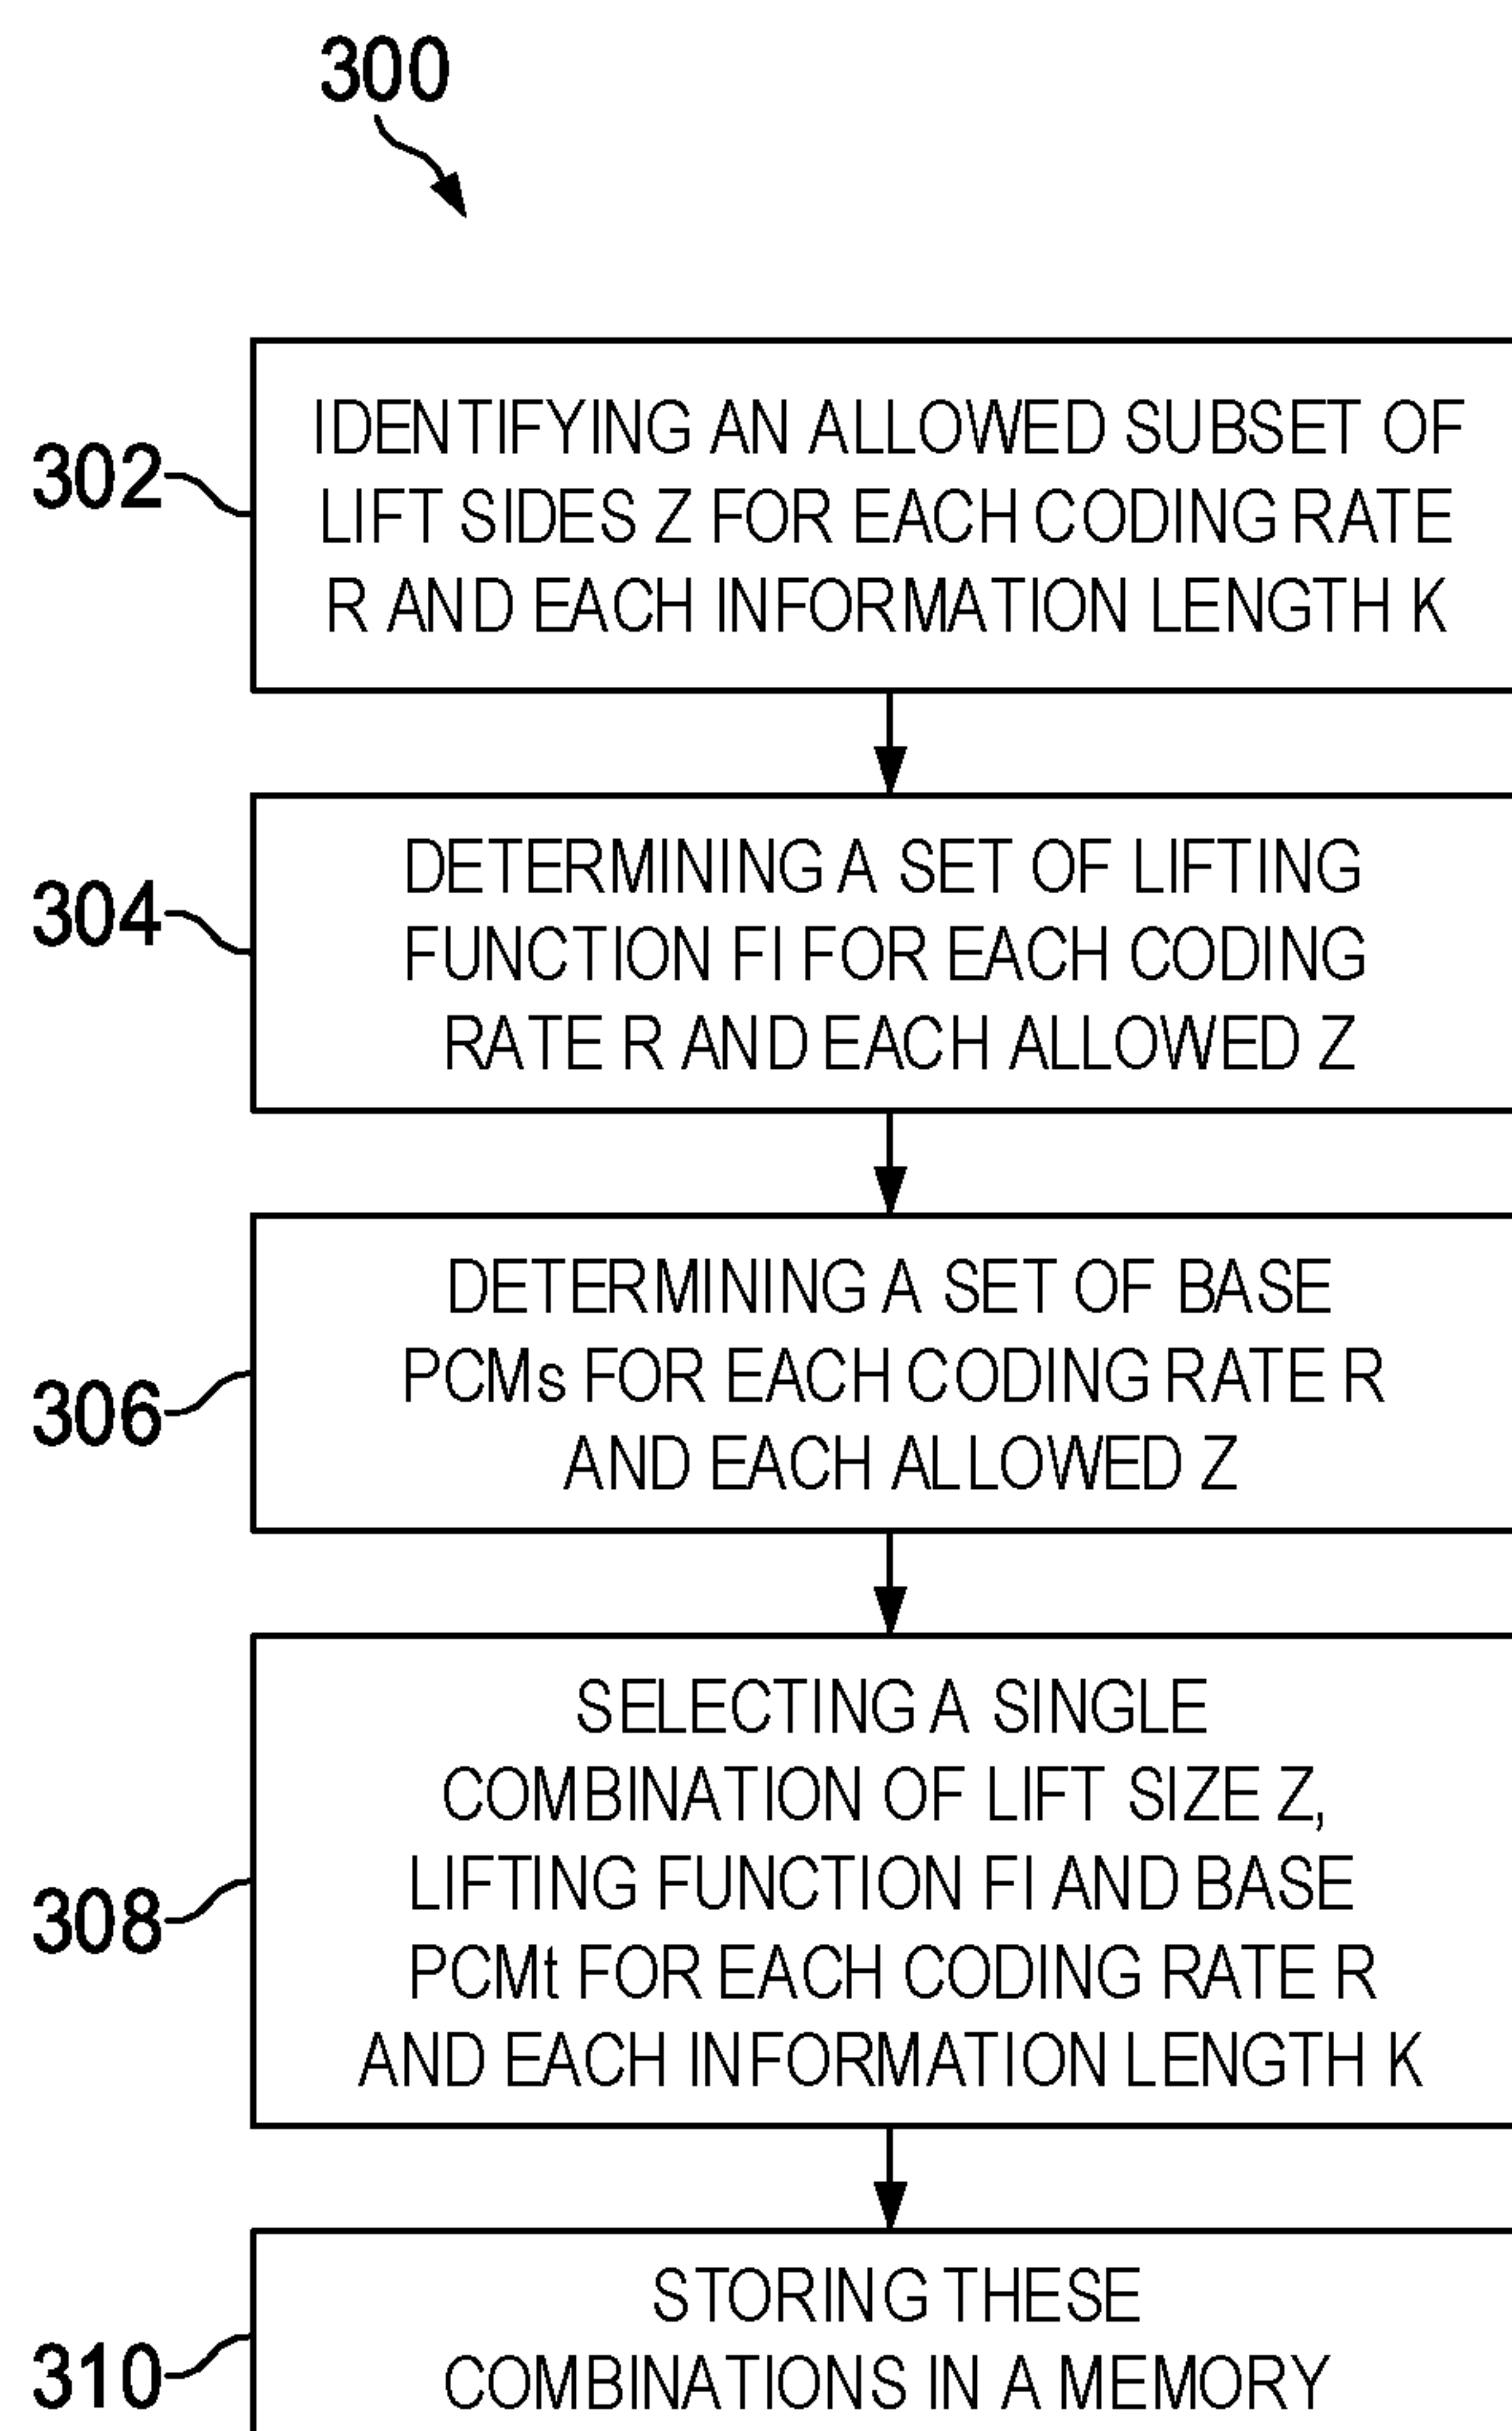 300
302
IDENTIFYING AN ALLOWED SUBSET OF
LIFT SIDES Z FOR EACH CODING RATE
R AND EACH INFORMATION LENGTH K
304
DETERMINING A SET OF LIFTING
FUNCTION FI FOR EACH CODING
RATE R AND EACH ALLOWED Z
306
DETERMINING A SET OF BASE
PCMs FOR EACH CODING RATE R
AND EACH ALLOWED Z
308
SELECTING A SINGLE
COMBINATION OF LIFT SIZE Z,
LIFTING FUNCTION FI AND BASE
PCMt FOR EACH CODING RATE R
AND EACH INFORMATION LENGTH K
310
STORING THESE
COMBINATIONS IN A MEMORY